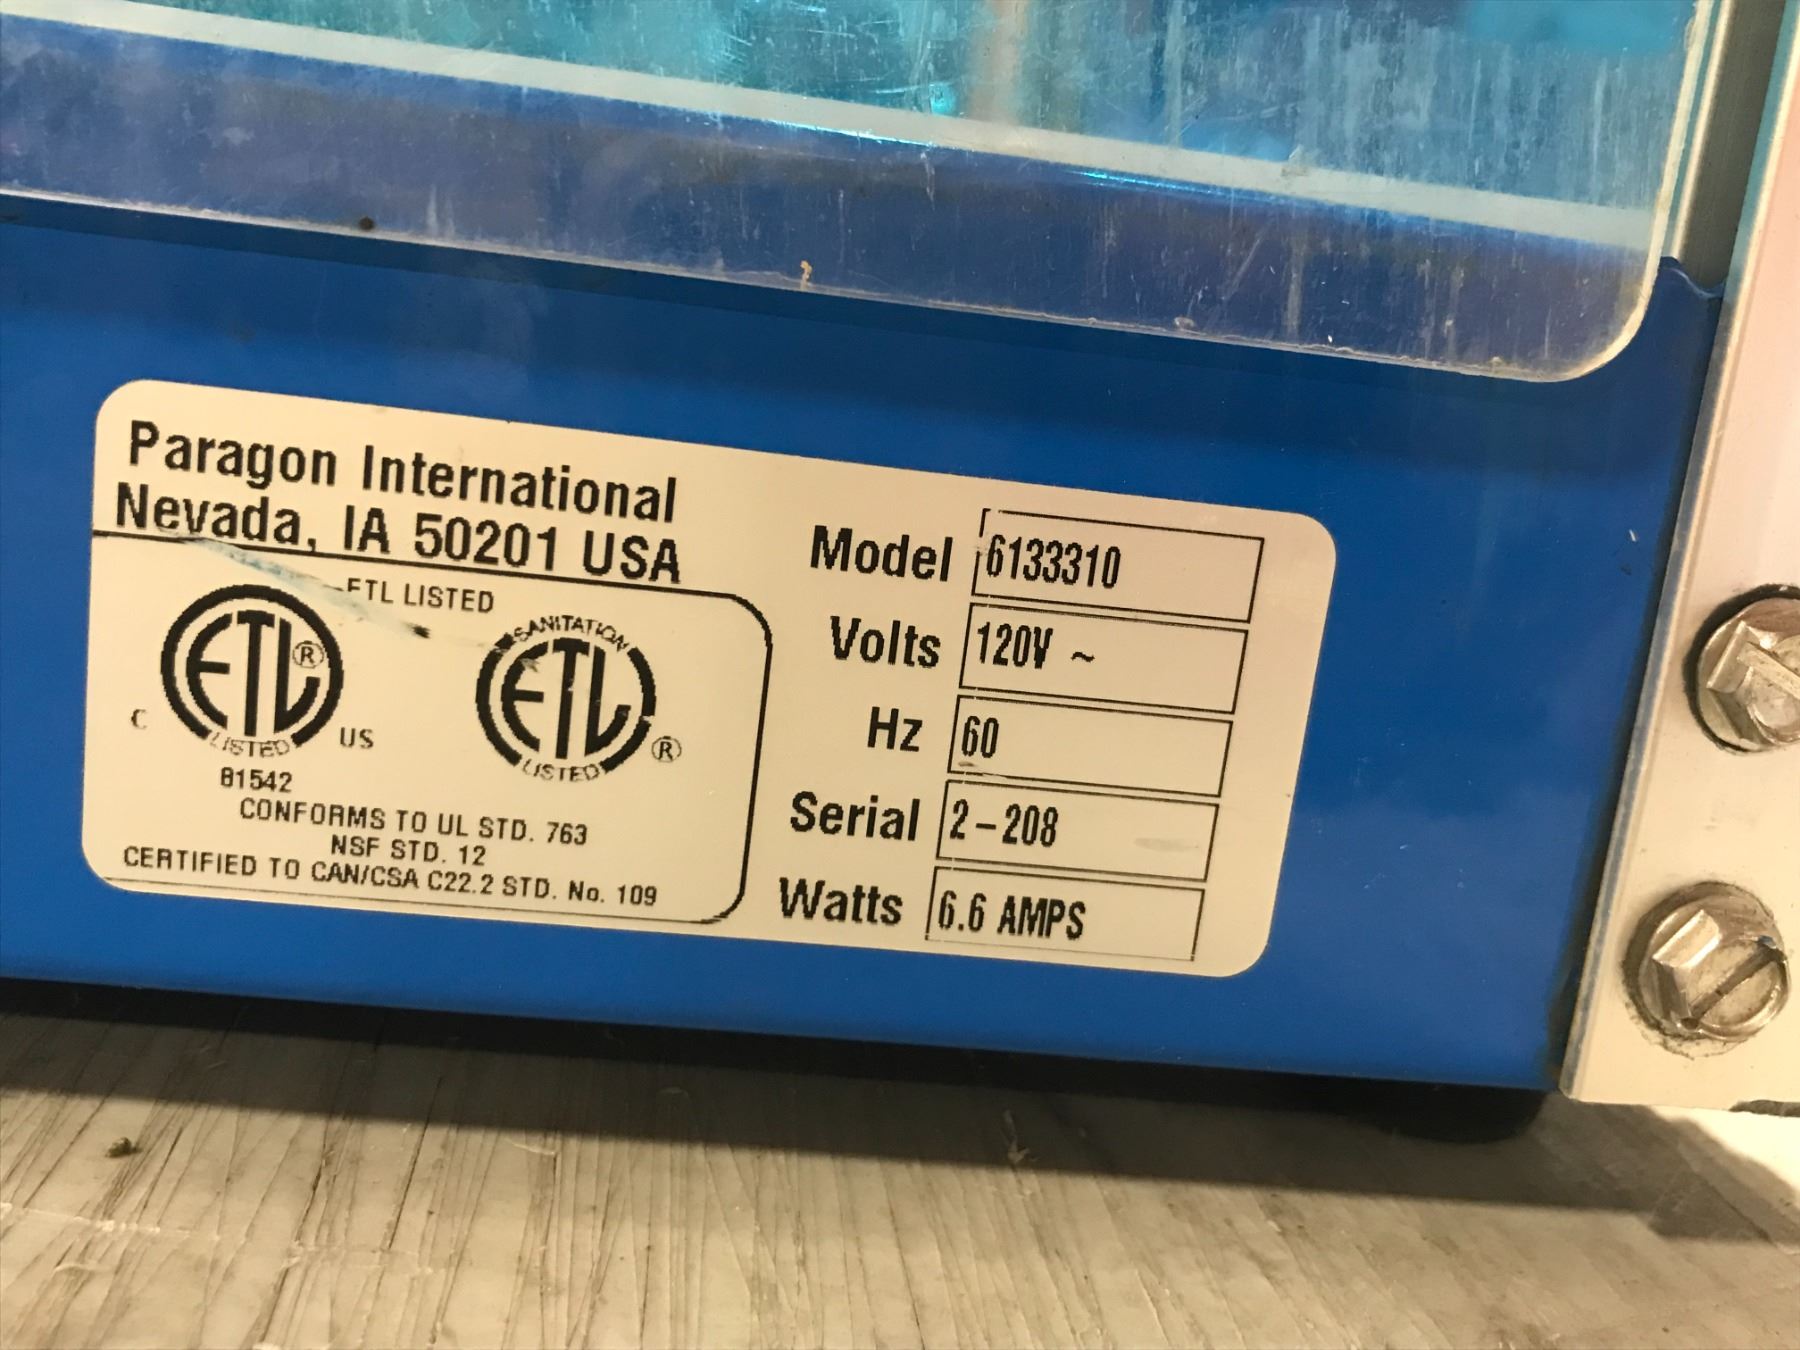 Paragon International
Nevada, IA 50201 USA
ETL LISTED
ETL ®
LISTED
C US
81542
SANITATION
ETL
LISTED ®
CONFORMS TO UL STD. 763
NSF STD. 12
CERTIFIED TO CAN/CSA C22.2 STD. No. 109
Model 6133310
Volts 120V ~
Hz 60
Serial 2-208
Watts 6.6 AMPS